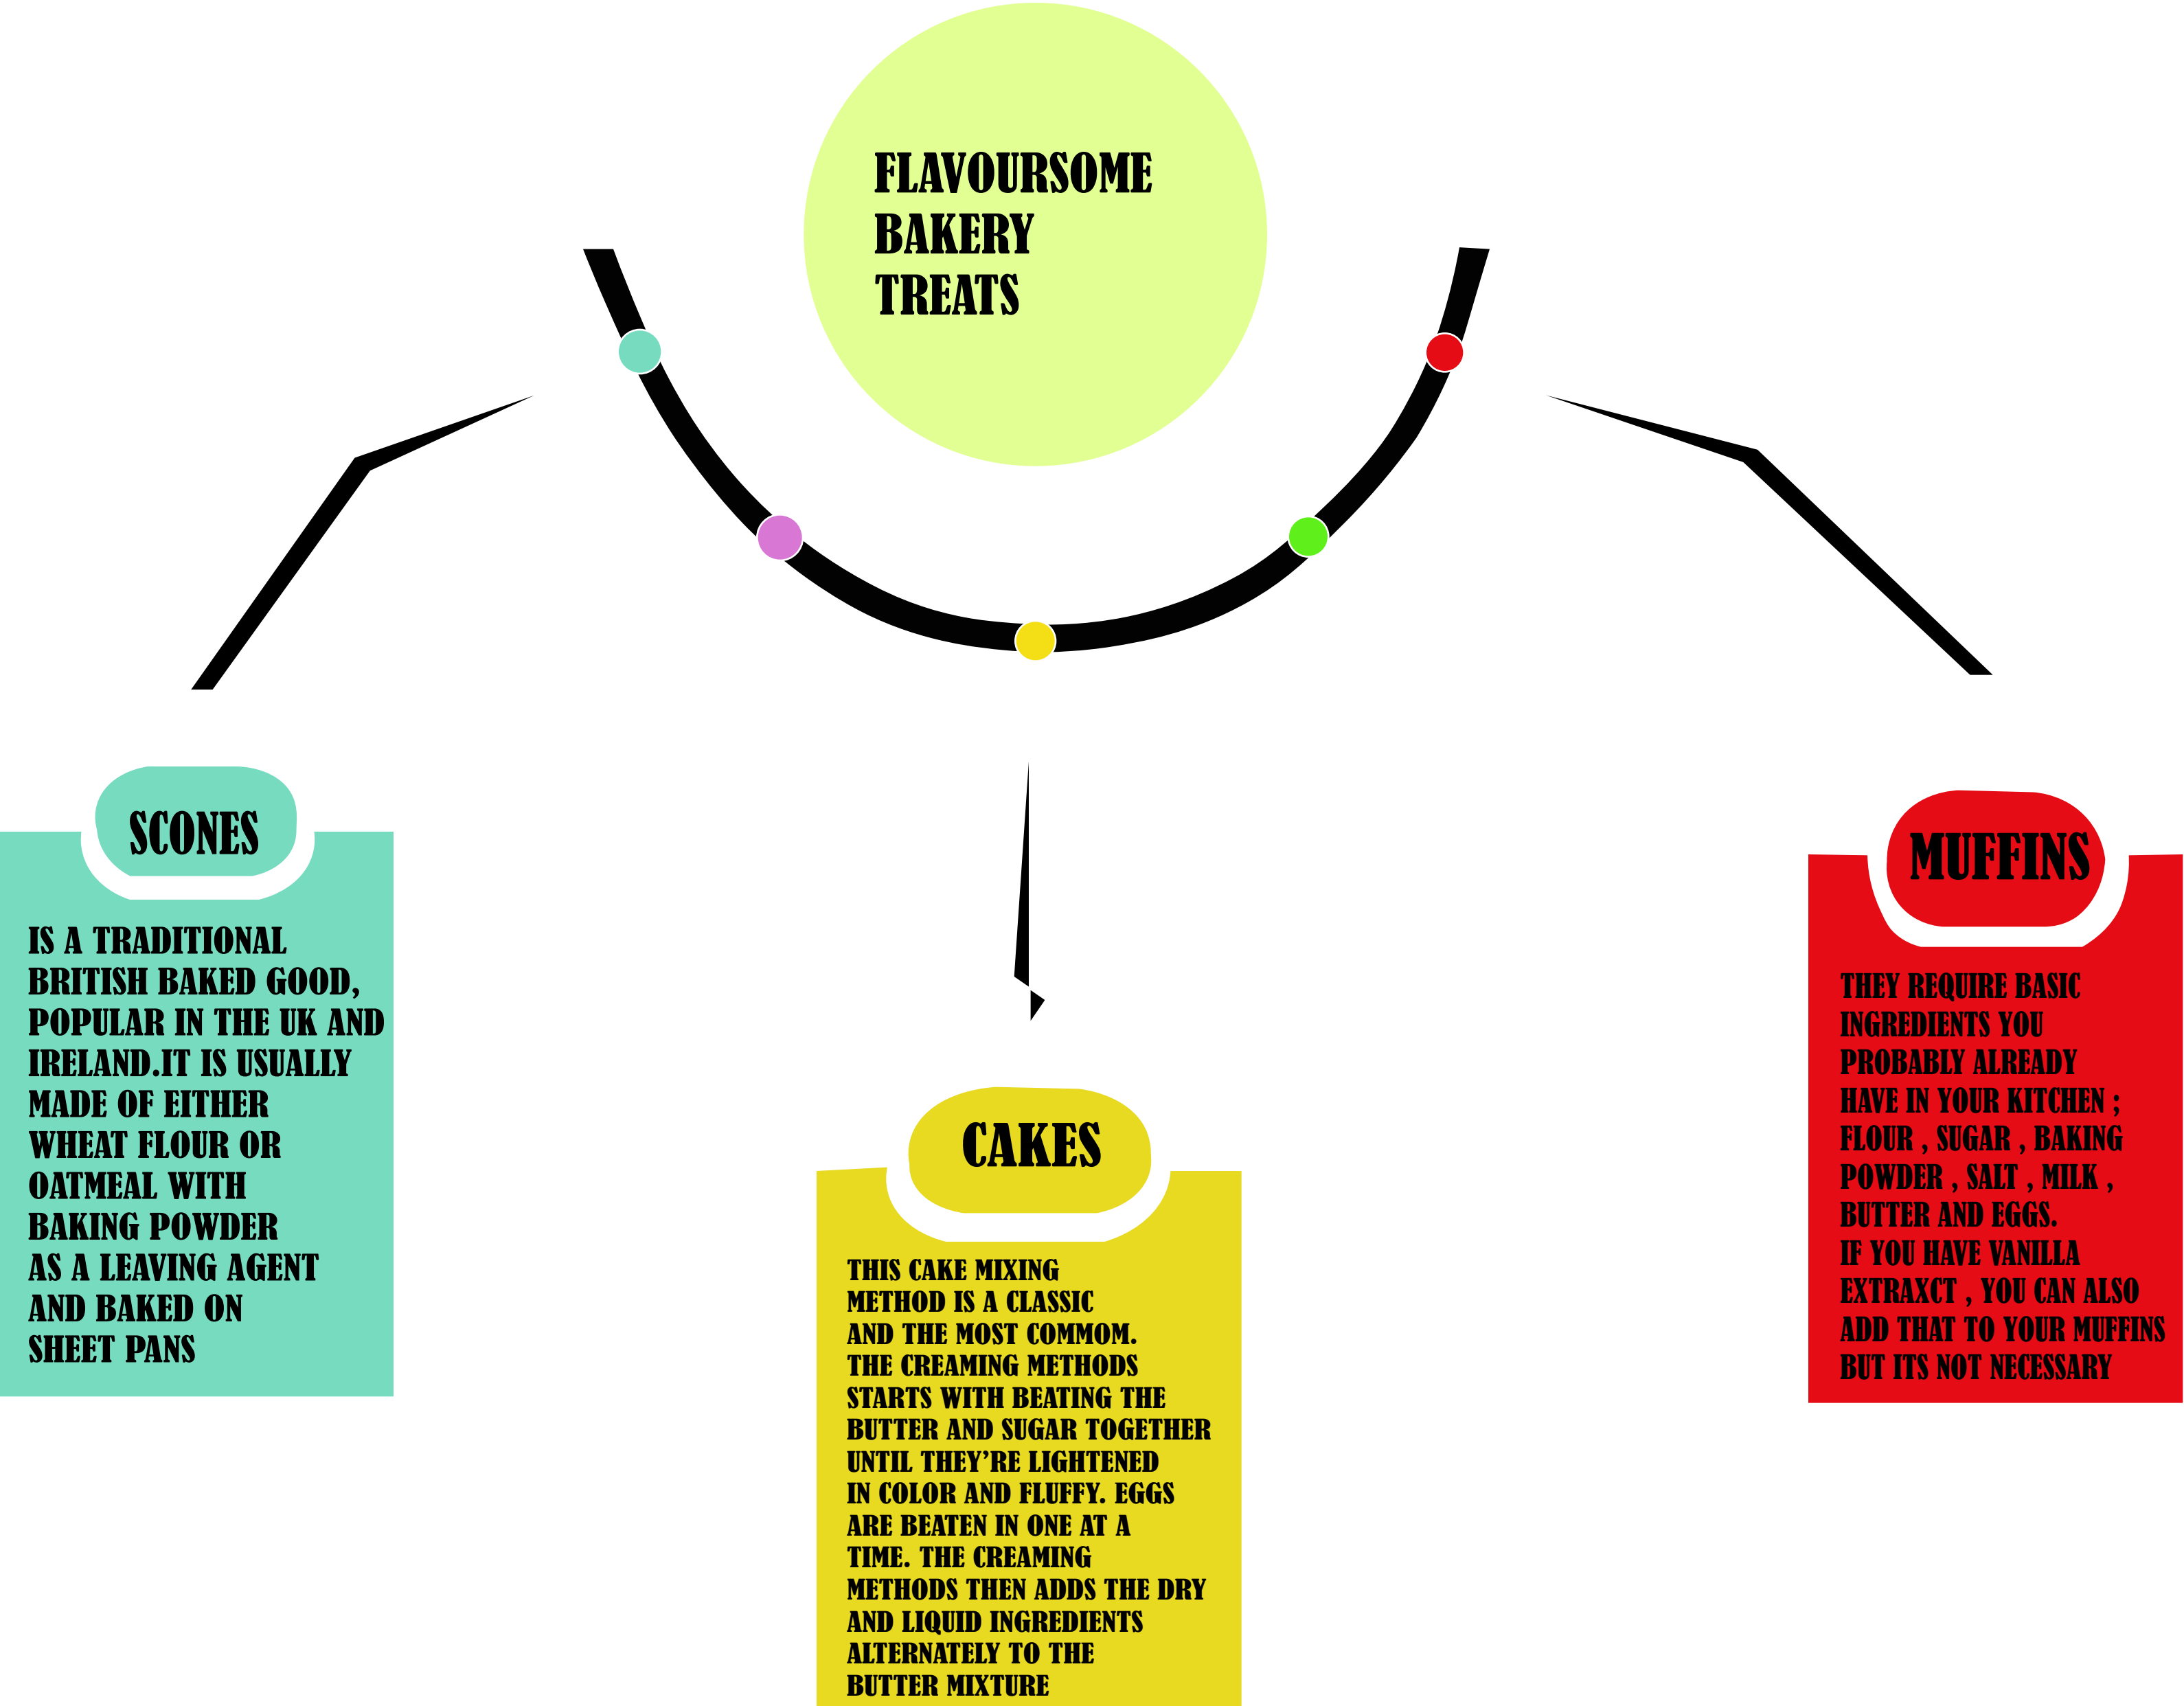 FLAVOURSOME
BAKERY
TREATS
SCONES
IS A TRADITIONAL
BRITISH BAKED GOOD,
POPULAR IN THE UK AND
IRELAND.IT IS USUALLY
MADE OF EITHER
WHEAT FLOUR OR
OATMEAL WITH
BAKING POWDER
AS A LEAVING AGENT
AND BAKED ON
SHEET PANS
CAKES
THIS CAKE MIXING
METHOD IS A CLASSIC
AND THE MOST COMMOM.
THE CREAMING METHODS
STARTS WITH BEATING THE
BUTTER AND SUGAR TOGETHER
UNTIL THEY’RE LIGHTENED
IN COLOR AND FLUFFY. EGGS
ARE BEATEN IN ONE AT A
TIME. THE CREAMING
METHODS THEN ADDS THE DRY
AND LIQUID INGREDIENTS
ALTERNATELY TO THE
BUTTER MIXTURE
MUFFINS
THEY REQUIRE BASIC
INGREDIENTS YOU
PROBABLY ALREADY
HAVE IN YOUR KITCHEN ;
FLOUR , SUGAR , BAKING
POWDER , SALT , MILK ,
BUTTER AND EGGS.
IF YOU HAVE VANILLA
EXTRAXCT , YOU CAN ALSO
ADD THAT TO YOUR MUFFINS
BUT ITS NOT NECESSARY